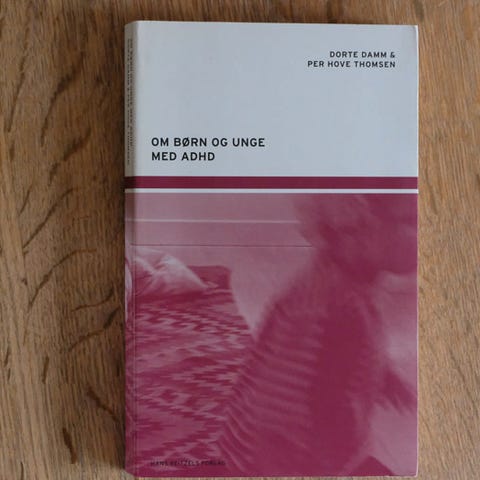 DORTE DAMM &
PER HOVE THOMSEN
OM BØRN OG UNGE
MED ADHD
HANS REITZELS FORLAG